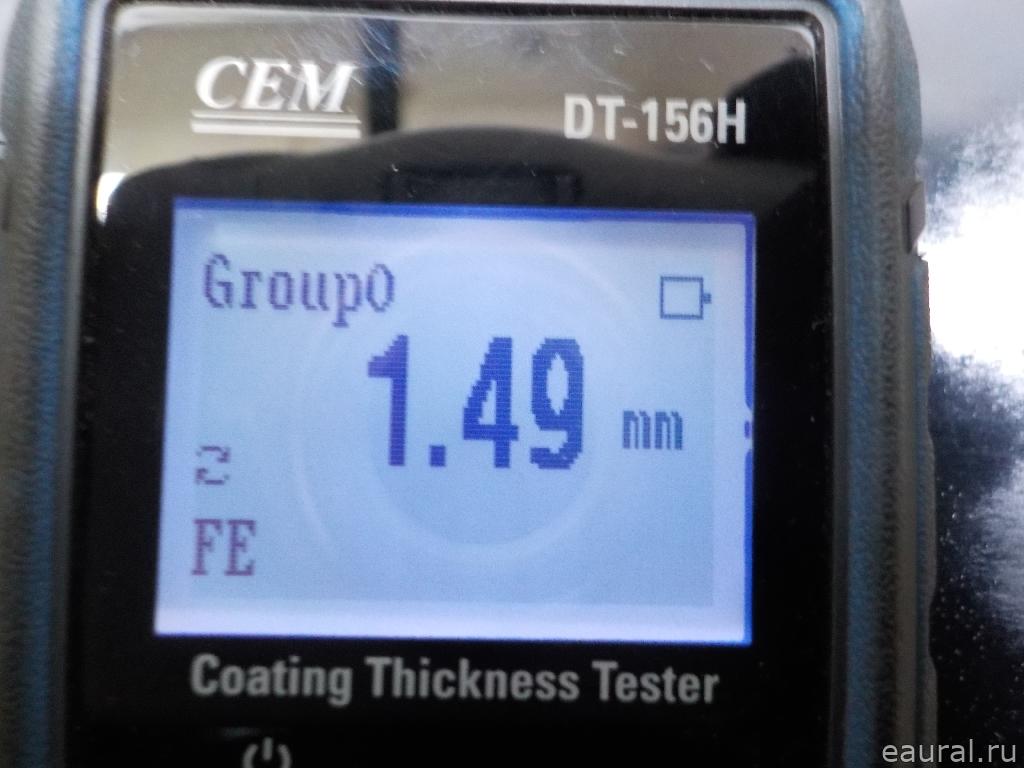 CEM
DT-156H
Group0
1.49 mm
FE
Coating Thickness Tester
eaural.ru